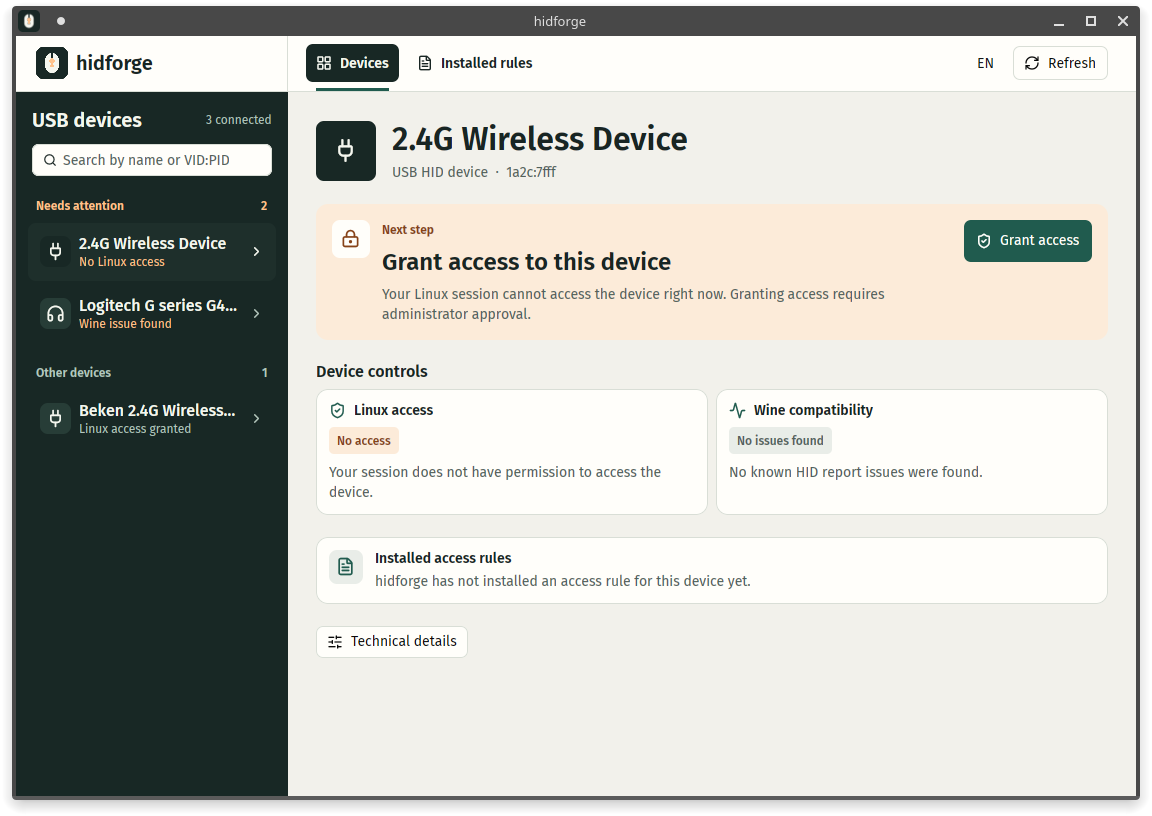 hidforge
hidforge
Devices
Installed rules
EN
Refresh
USB devices
3 connected
Search by name or VID:PID
Needs attention
2
2.4G Wireless Device
No Linux access
Logitech G series G4...
Wine issue found
Other devices
1
Beken 2.4G Wireless...
Linux access granted
2.4G Wireless Device
USB HID device · 1a2c:7fff
Next step
Grant access to this device
Your Linux session cannot access the device right now. Granting access requires
administrator approval.
Grant access
Device controls
Linux access
No access
Your session does not have permission to access the
device.
Wine compatibility
No issues found
No known HID report issues were found.
Installed access rules
hidforge has not installed an access rule for this device yet.
Technical details